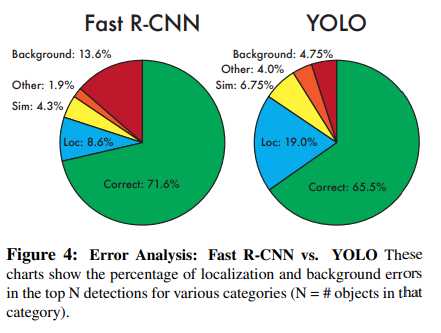 Fast R-CNN
YOLO
Background: 13.6%
Other: 1.9%
Sim: 4.3%
Loc: 8.6%
Correct: 71.6%
Background: 4.75%
Other: 4.0%
Sim: 6.75%
Loc: 19.0%
Correct: 65.5%
Figure 4: Error Analysis: Fast R-CNN vs. YOLO These
charts show the percentage of localization and background errors
in the top N detections for various categories (N = # objects in that
category).